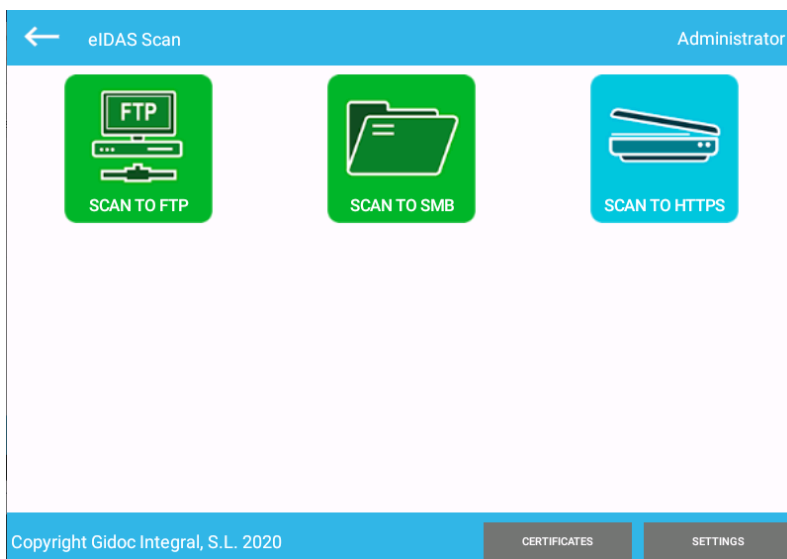 eIDAS Scan
Administrator
FTP
SCAN TO FTP
SCAN TO SMB
SCAN TO HTTPS
Copyright Gidoc Integral, S.L. 2020
CERTIFICATES
SETTINGS